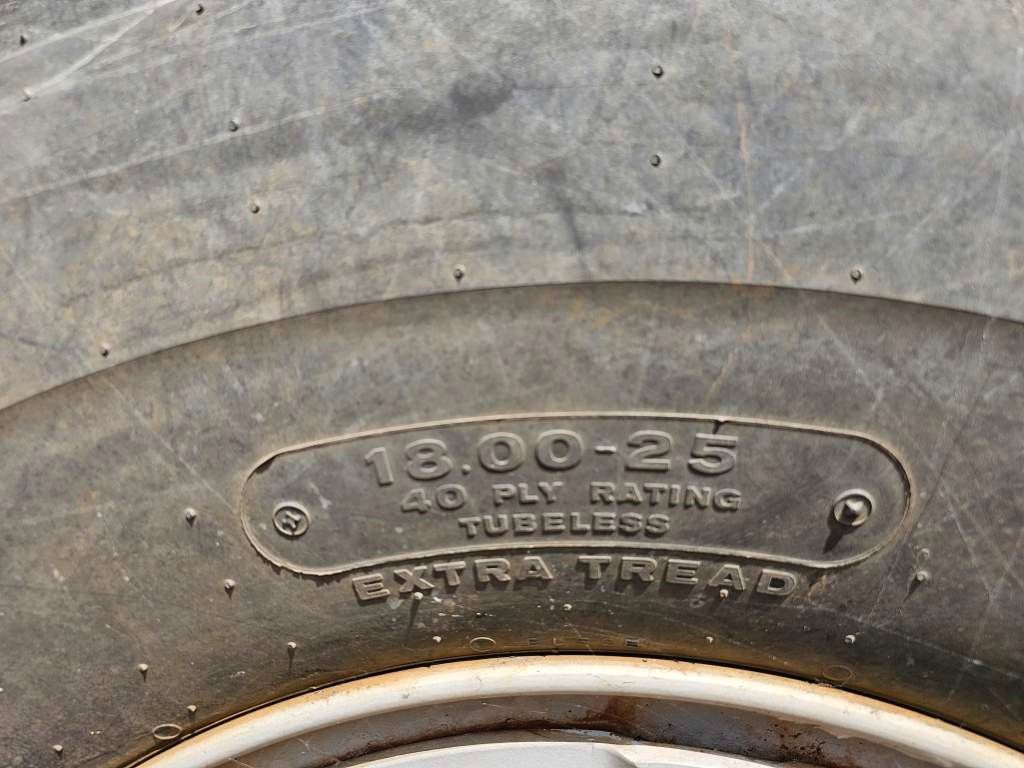 18.00-25
40 PLY RATING
TUBELESS
EXTRA TREAD